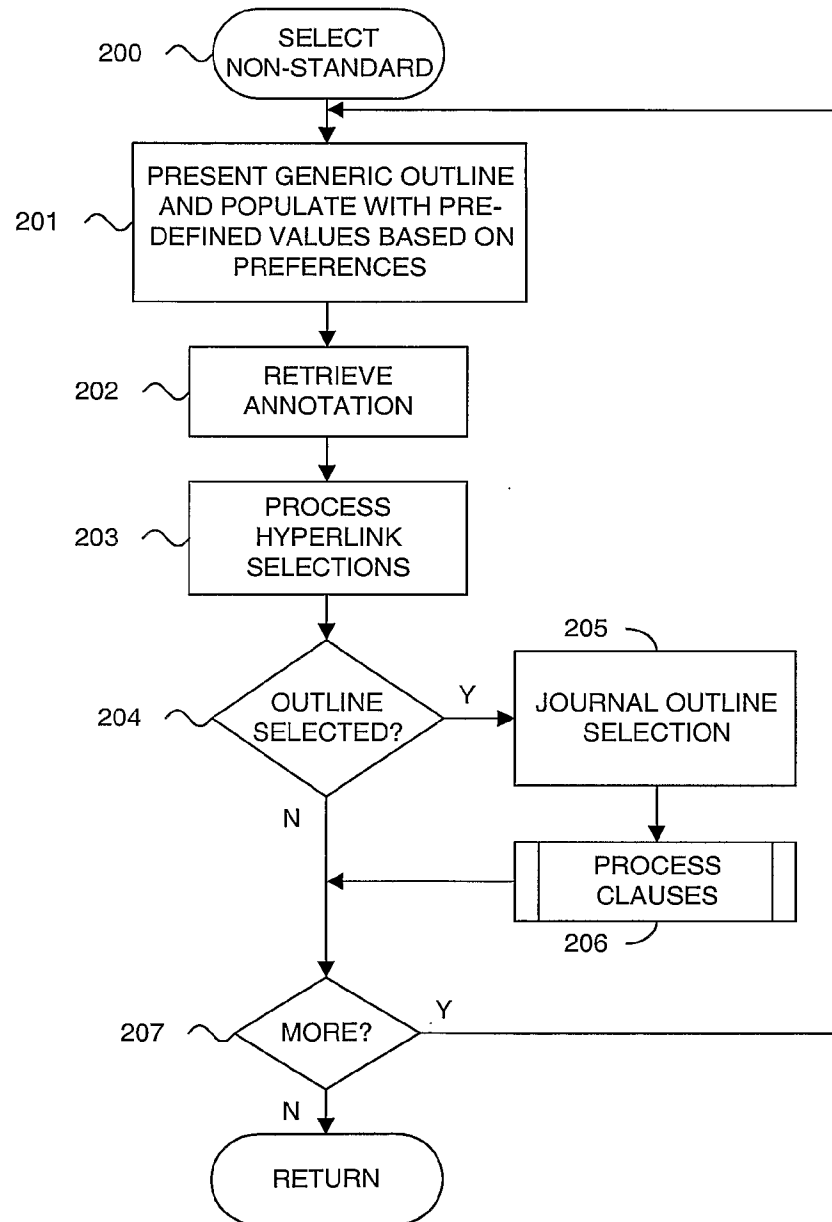 200
SELECT
NON-STANDARD
201
PRESENT GENERIC OUTLINE
AND POPULATE WITH PRE-
DEFINED VALUES BASED ON
PREFERENCES
202
RETRIEVE
ANNOTATION
203
PROCESS
HYPERLINK
SELECTIONS
204
OUTLINE
SELECTED?
Y
205
JOURNAL OUTLINE
SELECTION
N
PROCESS
CLAUSES
206
207
MORE?
Y
N
RETURN